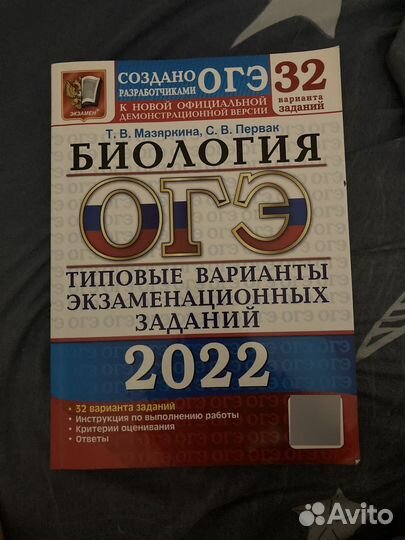 СОЗДАНО
РАЗРАБОТЧИКАМИ ОГЭ
К НОВОЙ ОФИЦИАЛЬНОЙ
ДЕМОНСТРАЦИОННОЙ ВЕРСИИ
32
варианта
заданий
ЭКЗАМЕН
Т. В. Мазяркина, С. В. Первак
БИОЛОГИЯ
ОГЭ
ТИПОВЫЕ ВАРИАНТЫ
ЭКЗАМЕНАЦИОННЫХ
ЗАДАНИЙ
2022
• 32 варианта заданий
• Инструкция по выполнению работы
• Критерии оценивания
• Ответы
Avito